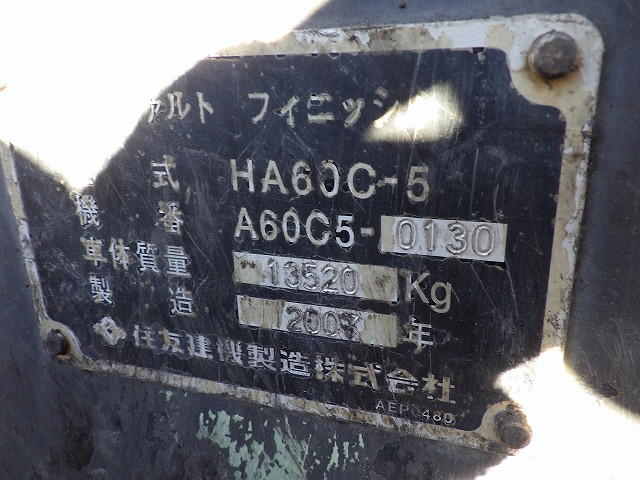 ァルト フィニッシ
式 HA60C-5
機番 A60C5-0130
車体質量 13520 Kg
製造 年
住友建機製造株式会社